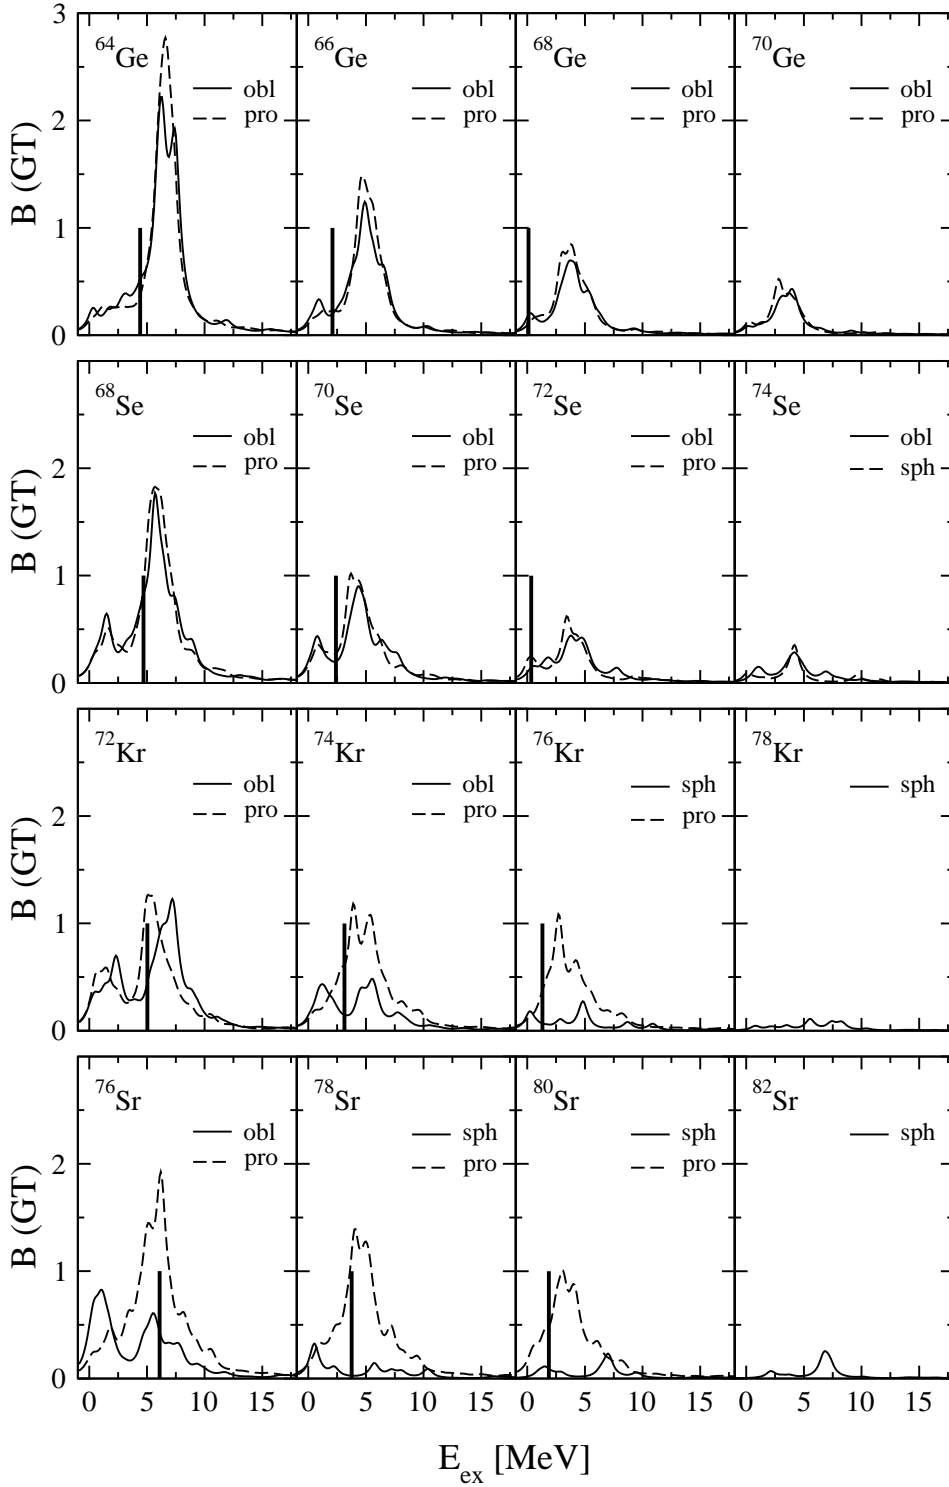 3
64Ge 66Ge 68Ge 70Ge
obl obl obl obl
pro pro pro pro
2
B (GT)
1
0
68Se 70Se 72Se 74Se
obl obl obl obl
pro pro pro sph
2
B (GT)
1
0
72Kr 74Kr 76Kr 78Kr
obl obl sph sph
pro pro pro
2
B (GT)
1
0
76Sr 78Sr 80Sr 82Sr
obl sph sph sph
pro pro pro
2
B (GT)
1
0
0 5 10 15 0 5 10 15 0 5 10 15 0 5 10 15
E_ex [MeV]